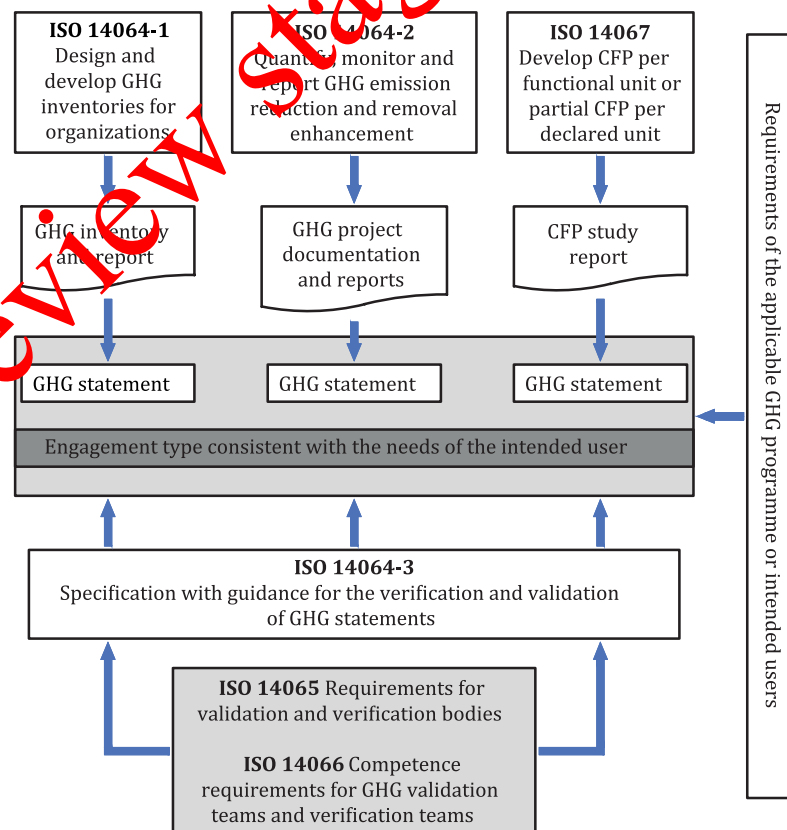 ISO 14064-1
Design and
develop GHG
inventories for
organizations
ISO 14064-2
Quantify, monitor and
report GHG emission
reduction and removal
enhancement
ISO 14067
Develop CFP per
functional unit or
partial CFP per
declared unit
GHG inventory
and report
GHG project
documentation
and reports
CFP study
report
GHG statement
GHG statement
GHG statement
Engagement type consistent with the needs of the intended user
ISO 14064-3
Specification with guidance for the verification and validation
of GHG statements
ISO 14065 Requirements for
validation and verification bodies
ISO 14066 Competence
requirements for GHG validation
teams and verification teams
Requirements of the applicable GHG programme or intended users